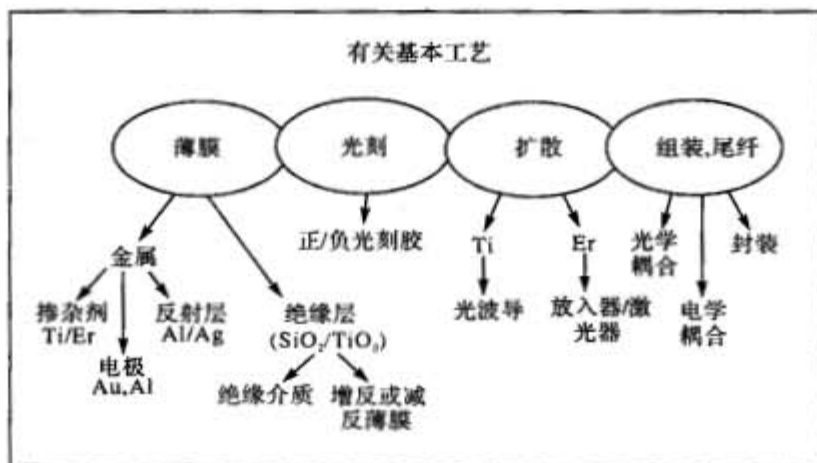 有关基本工艺
薄膜
光刻
扩散
组装,尾纤
金属
正/负光刻胶
Ti
Er
光学
耦合
封装
掺杂剂
Ti/Er
反射层
Al/Ag
绝缘层
(SiO₂/TiO₃)
光波导
放入器/激
光器
电学
耦合
电极
Au,Al
绝缘介质
增反或减
反薄膜